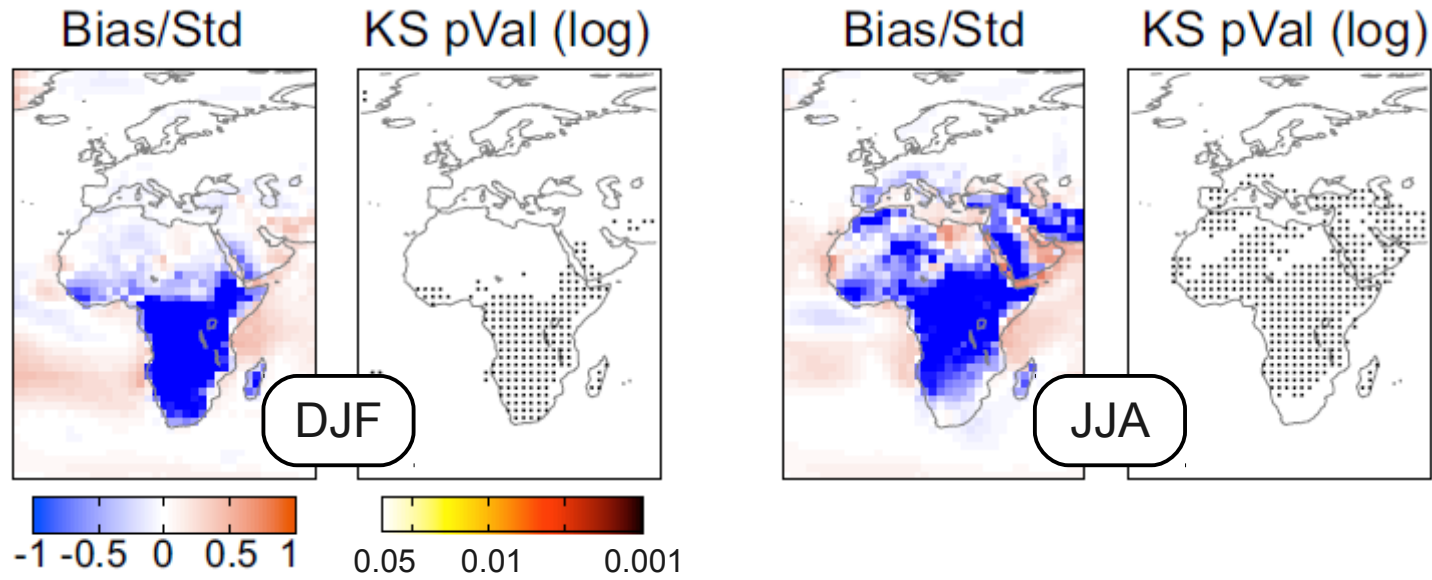 Bias/Std KS pVal (log) Bias/Std KS pVal (log)
DJF JJA
-1 -0.5 0 0.5 1 0.05 0.01 0.001